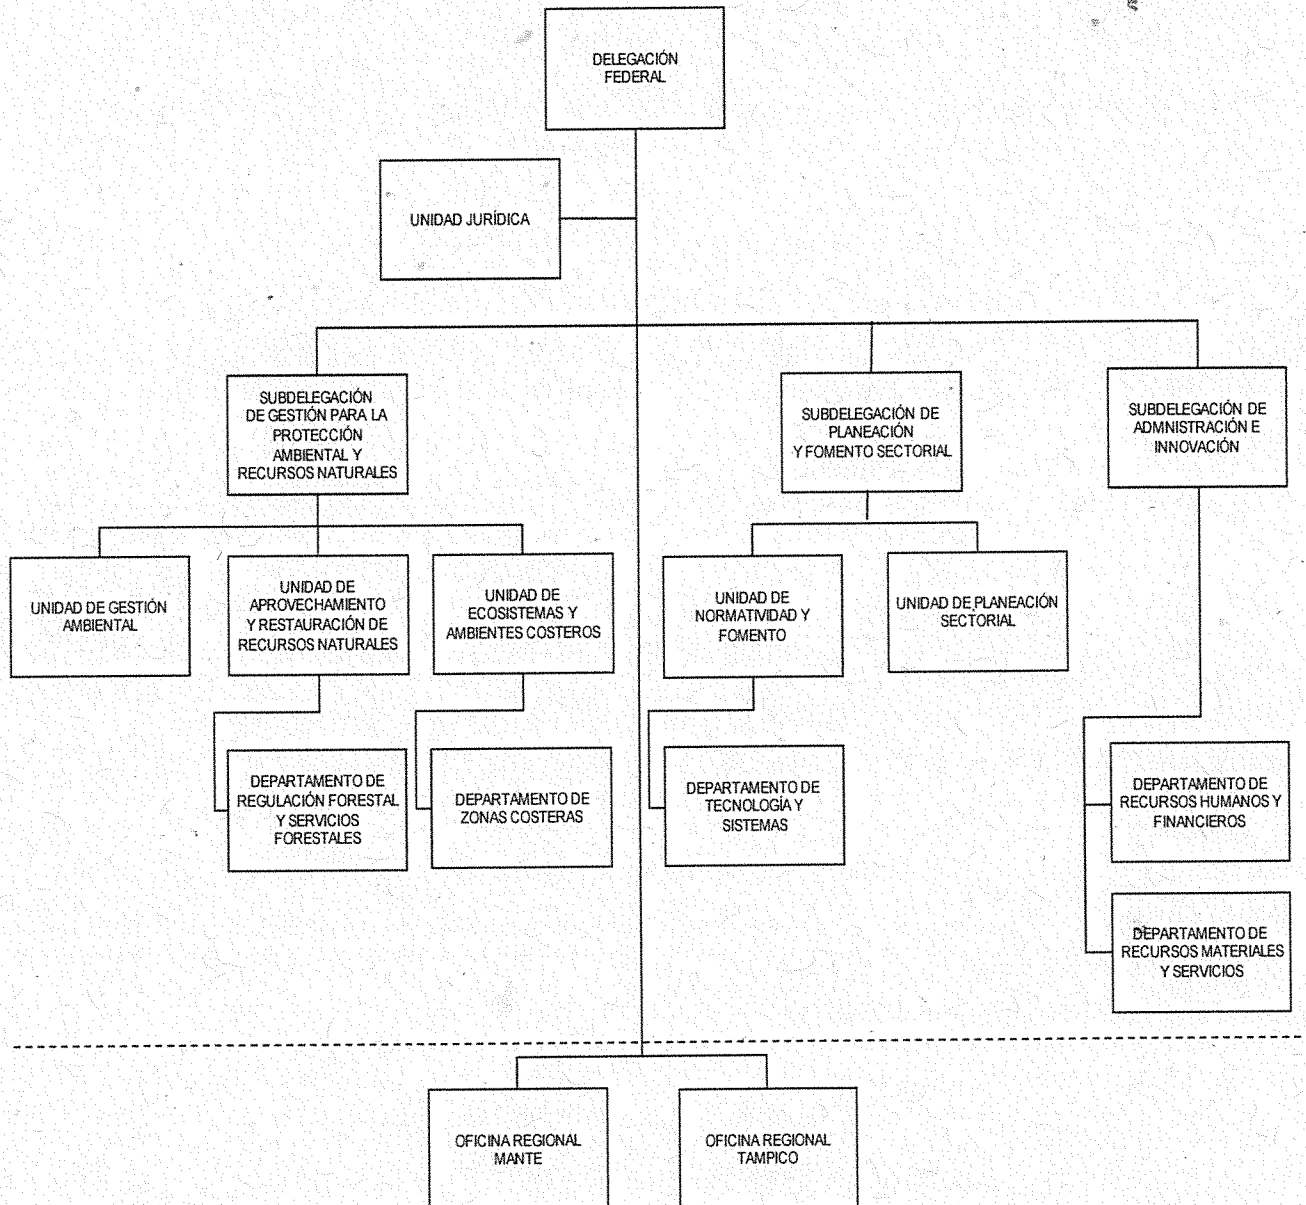 DELEGACIÓN
FEDERAL
UNIDAD JURÍDICA
SUBDELEGACIÓN
DE GESTIÓN PARA LA
PROTECCIÓN
AMBIENTAL Y
RECURSOS NATURALES
SUBDELEGACIÓN DE
PLANEACIÓN
Y FOMENTO SECTORIAL
SUBDELEGACIÓN DE
ADMNISTRACIÓN E
INNOVACIÓN
UNIDAD DE GESTIÓN
AMBIENTAL
UNIDAD DE
APROVECHAMIENTO
Y RESTAURACIÓN DE
RECURSOS NATURALES
UNIDAD DE
ECOSISTEMAS Y
AMBIENTES COSTEROS
UNIDAD DE
NORMATIVIDAD Y
FOMENTO
UNIDAD DE PLANEACIÓN
SECTORIAL
DEPARTAMENTO DE
REGULACIÓN FORESTAL
Y SERVICIOS
FORESTALES
DEPARTAMENTO DE
ZONAS COSTERAS
DEPARTAMENTO DE
TECNOLOGÍA Y
SISTEMAS
DEPARTAMENTO DE
RECURSOS HUMANOS Y
FINANCIEROS
DEPARTAMENTO DE
RECURSOS MATERIALES
Y SERVICIOS
OFICINA REGIONAL
MANTE
OFICINA REGIONAL
TAMPICO